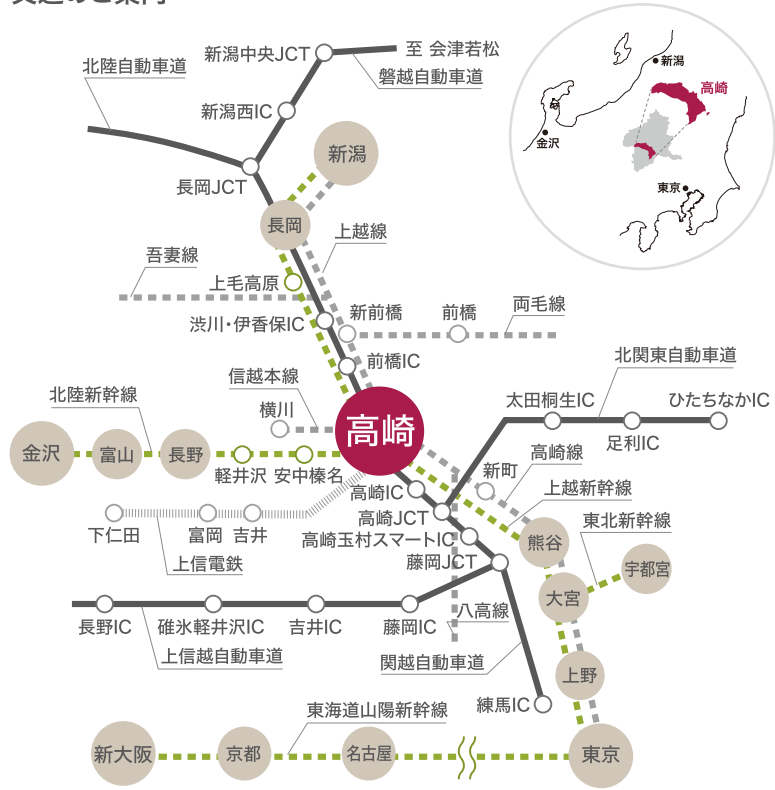 交通のご案内
新潟中央JCT
至 会津若松
磐越自動車道
北陸自動車道
新潟西IC
新潟
長岡JCT
長岡
上越線
吾妻線
上毛高原
渋川・伊香保IC
新前橋
前橋
両毛線
前橋IC
信越本線
横川
北陸新幹線
高崎
金沢
富山
長野
軽井沢
安中榛名
北関東自動車道
太田桐生IC
ひたちなかIC
足利IC
高崎線
新町
上越新幹線
高崎IC
高崎JCT
高崎玉村スマートIC
藤岡JCT
下仁田
富岡
吉井
上信電鉄
熊谷
東北新幹線
宇都宮
大宮
八高線
長野IC
碓氷軽井沢IC
吉井IC
藤岡IC
上信越自動車道
関越自動車道
上野
練馬IC
東海道山陽新幹線
新大阪
京都
名古屋
東京
新潟
高崎
金沢
東京